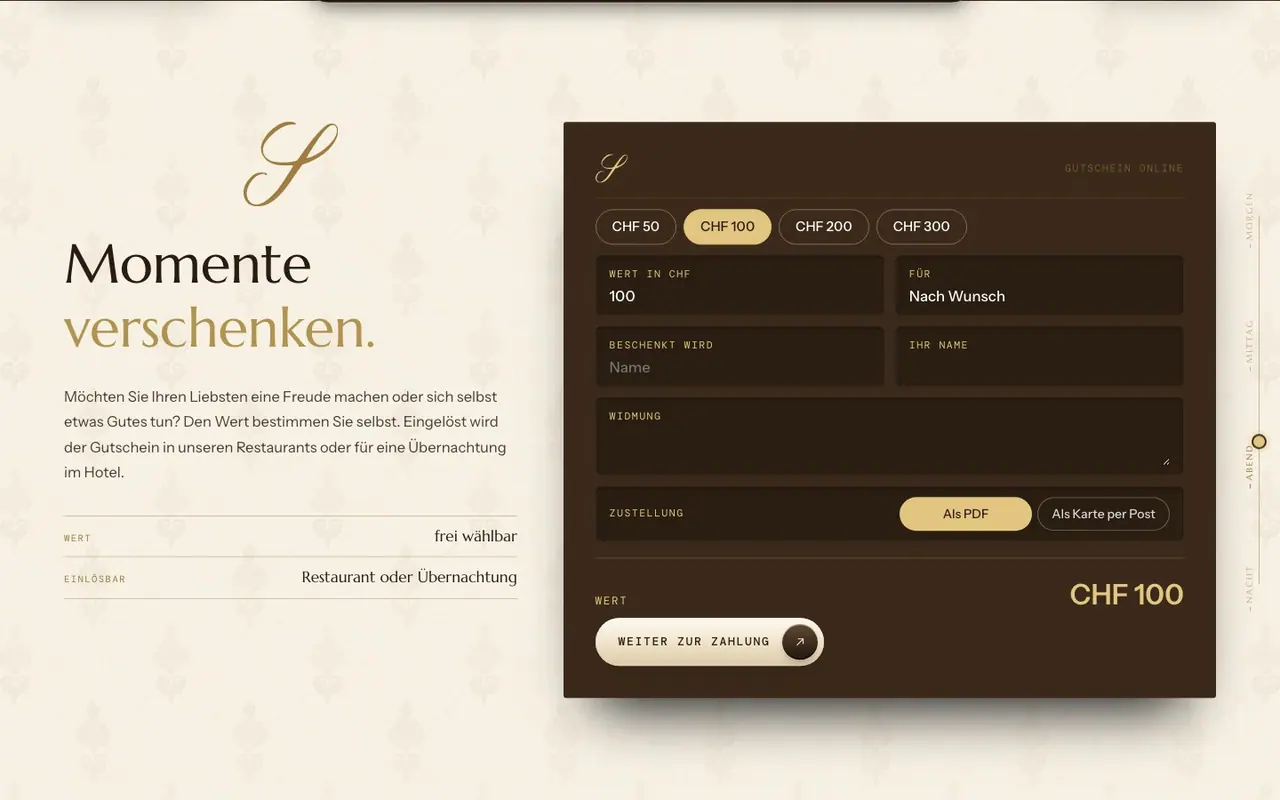 S
Momente
verschenken.
Möchten Sie Ihren Liebsten eine Freude machen oder sich selbst
etwas Gutes tun? Den Wert bestimmen Sie selbst. Eingelöst wird
der Gutschein in unseren Restaurants oder für eine Übernachtung
im Hotel.
WERT frei wählbar
EINLÖSBAR Restaurant oder Übernachtung
S GUTSCHEIN ONLINE
CHF 50 CHF 100 CHF 200 CHF 300
WERT IN CHF FÜR
100 Nach Wunsch
BESCHENKT WIRD IHR NAME
Name
WIDMUNG
ZUSTELLUNG Als PDF Als Karte per Post
WERT CHF 100
WEITER ZUR ZAHLUNG
– MORGEN
– MITTAG
– ABEND
– NACHT